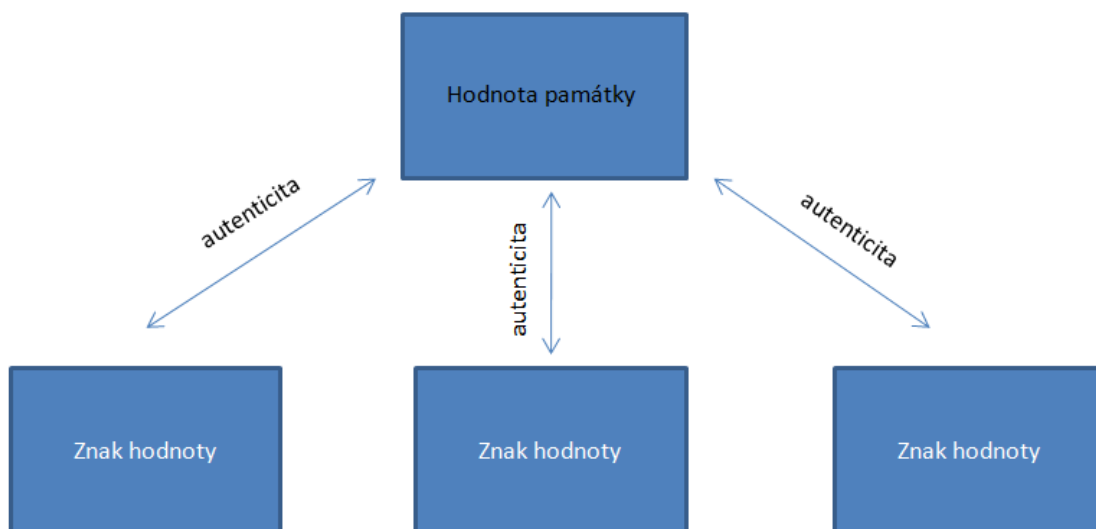 Hodnota památky
autenticita
autenticita
autenticita
Znak hodnoty
Znak hodnoty
Znak hodnoty